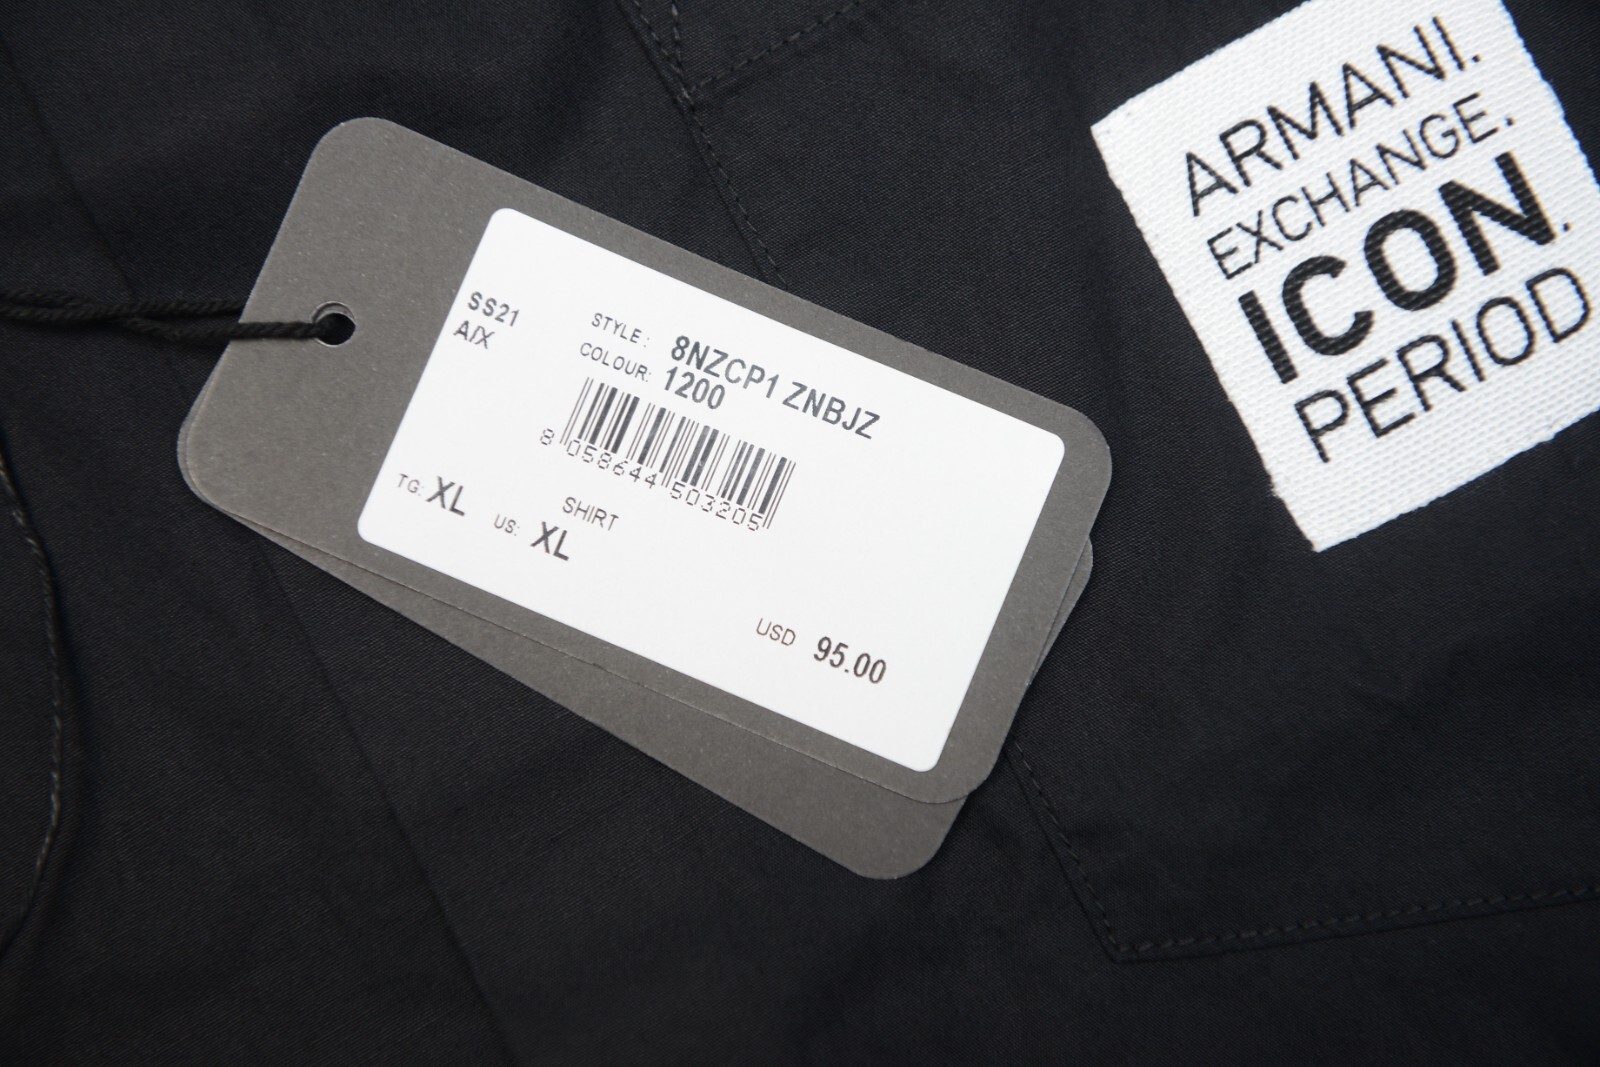 SS21
A/X
STYLE: 8NZCP1 ZNBJZ
COLOUR: 1200
8 058644 503205
TG: XL US: XL
SHIRT
USD 95.00
ARMANI.
EXCHANGE.
ICON.
PERIOD